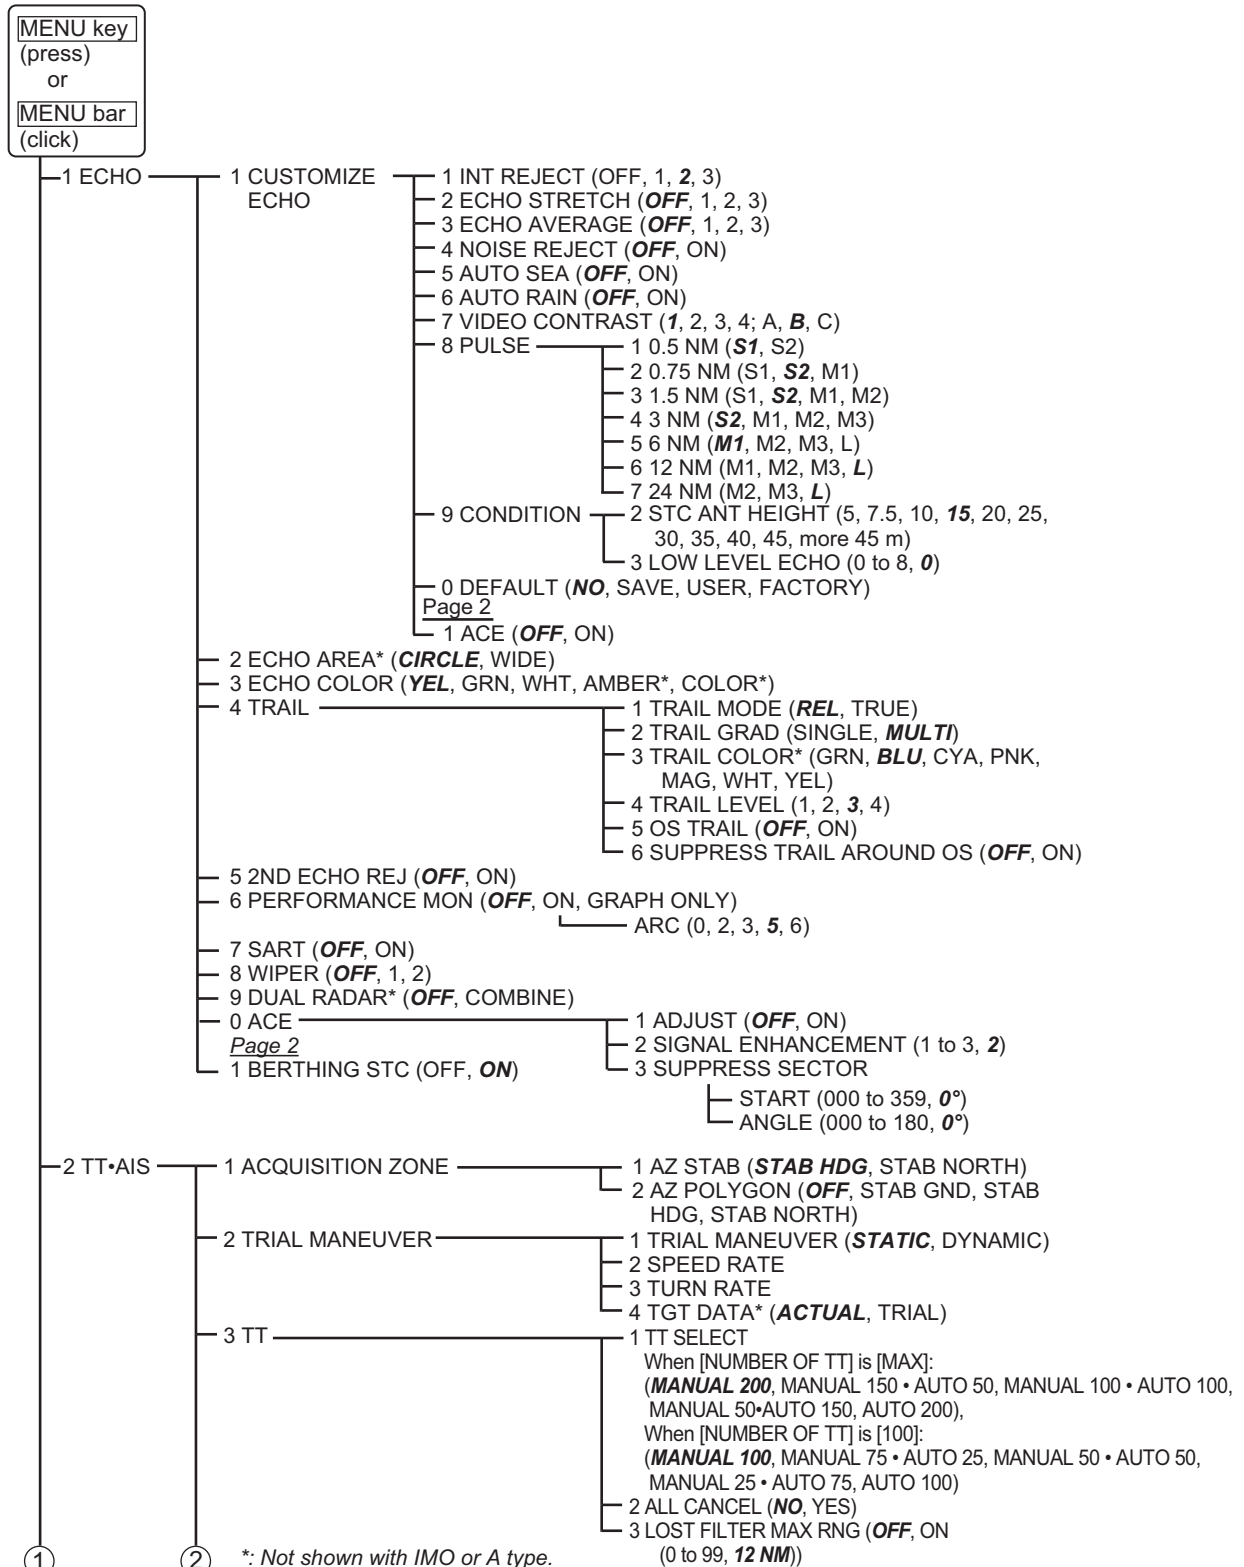 MENU key
(press)
or
MENU bar
(click)
1 ECHO
1 CUSTOMIZE
ECHO
1 INT REJECT (OFF, 1, 2, 3)
2 ECHO STRETCH (OFF, 1, 2, 3)
3 ECHO AVERAGE (OFF, 1, 2, 3)
4 NOISE REJECT (OFF, ON)
5 AUTO SEA (OFF, ON)
6 AUTO RAIN (OFF, ON)
7 VIDEO CONTRAST (1, 2, 3, 4; A, B, C)
8 PULSE
1 0.5 NM (S1, S2)
2 0.75 NM (S1, S2, M1)
3 1.5 NM (S1, S2, M1, M2)
4 3 NM (S2, M1, M2, M3)
5 6 NM (M1, M2, M3, L)
6 12 NM (M1, M2, M3, L)
7 24 NM (M2, M3, L)
9 CONDITION
2 STC ANT HEIGHT (5, 7.5, 10, 15, 20, 25,
30, 35, 40, 45, more 45 m)
3 LOW LEVEL ECHO (0 to 8, 0)
0 DEFAULT (NO, SAVE, USER, FACTORY)
Page 2
1 ACE (OFF, ON)
2 ECHO AREA* (CIRCLE, WIDE)
3 ECHO COLOR (YEL, GRN, WHT, AMBER*, COLOR*)
4 TRAIL
1 TRAIL MODE (REL, TRUE)
2 TRAIL GRAD (SINGLE, MULTI)
3 TRAIL COLOR* (GRN, BLU, CYA, PNK,
MAG, WHT, YEL)
4 TRAIL LEVEL (1, 2, 3, 4)
5 OS TRAIL (OFF, ON)
6 SUPPRESS TRAIL AROUND OS (OFF, ON)
5 2ND ECHO REJ (OFF, ON)
6 PERFORMANCE MON (OFF, ON, GRAPH ONLY)
ARC (0, 2, 3, 5, 6)
7 SART (OFF, ON)
8 WIPER (OFF, 1, 2)
9 DUAL RADAR* (OFF, COMBINE)
0 ACE
1 ADJUST (OFF, ON)
2 SIGNAL ENHANCEMENT (1 to 3, 2)
3 SUPPRESS SECTOR
START (000 to 359, 0°)
ANGLE (000 to 180, 0°)
Page 2
1 BERTHING STC (OFF, ON)
2 TT•AIS
1 ACQUISITION ZONE
1 AZ STAB (STAB HDG, STAB NORTH)
2 AZ POLYGON (OFF, STAB GND, STAB
HDG, STAB NORTH)
2 TRIAL MANEUVER
1 TRIAL MANEUVER (STATIC, DYNAMIC)
2 SPEED RATE
3 TURN RATE
4 TGT DATA* (ACTUAL, TRIAL)
3 TT
1 TT SELECT
When [NUMBER OF TT] is [MAX]:
(MANUAL 200, MANUAL 150 • AUTO 50, MANUAL 100 • AUTO 100,
MANUAL 50•AUTO 150, AUTO 200),
When [NUMBER OF TT] is [100]:
(MANUAL 100, MANUAL 75 • AUTO 25, MANUAL 50 • AUTO 50,
MANUAL 25 • AUTO 75, AUTO 100)
2 ALL CANCEL (NO, YES)
3 LOST FILTER MAX RNG (OFF, ON
(0 to 99, 12 NM))
1
2
*: Not shown with IMO or A type.